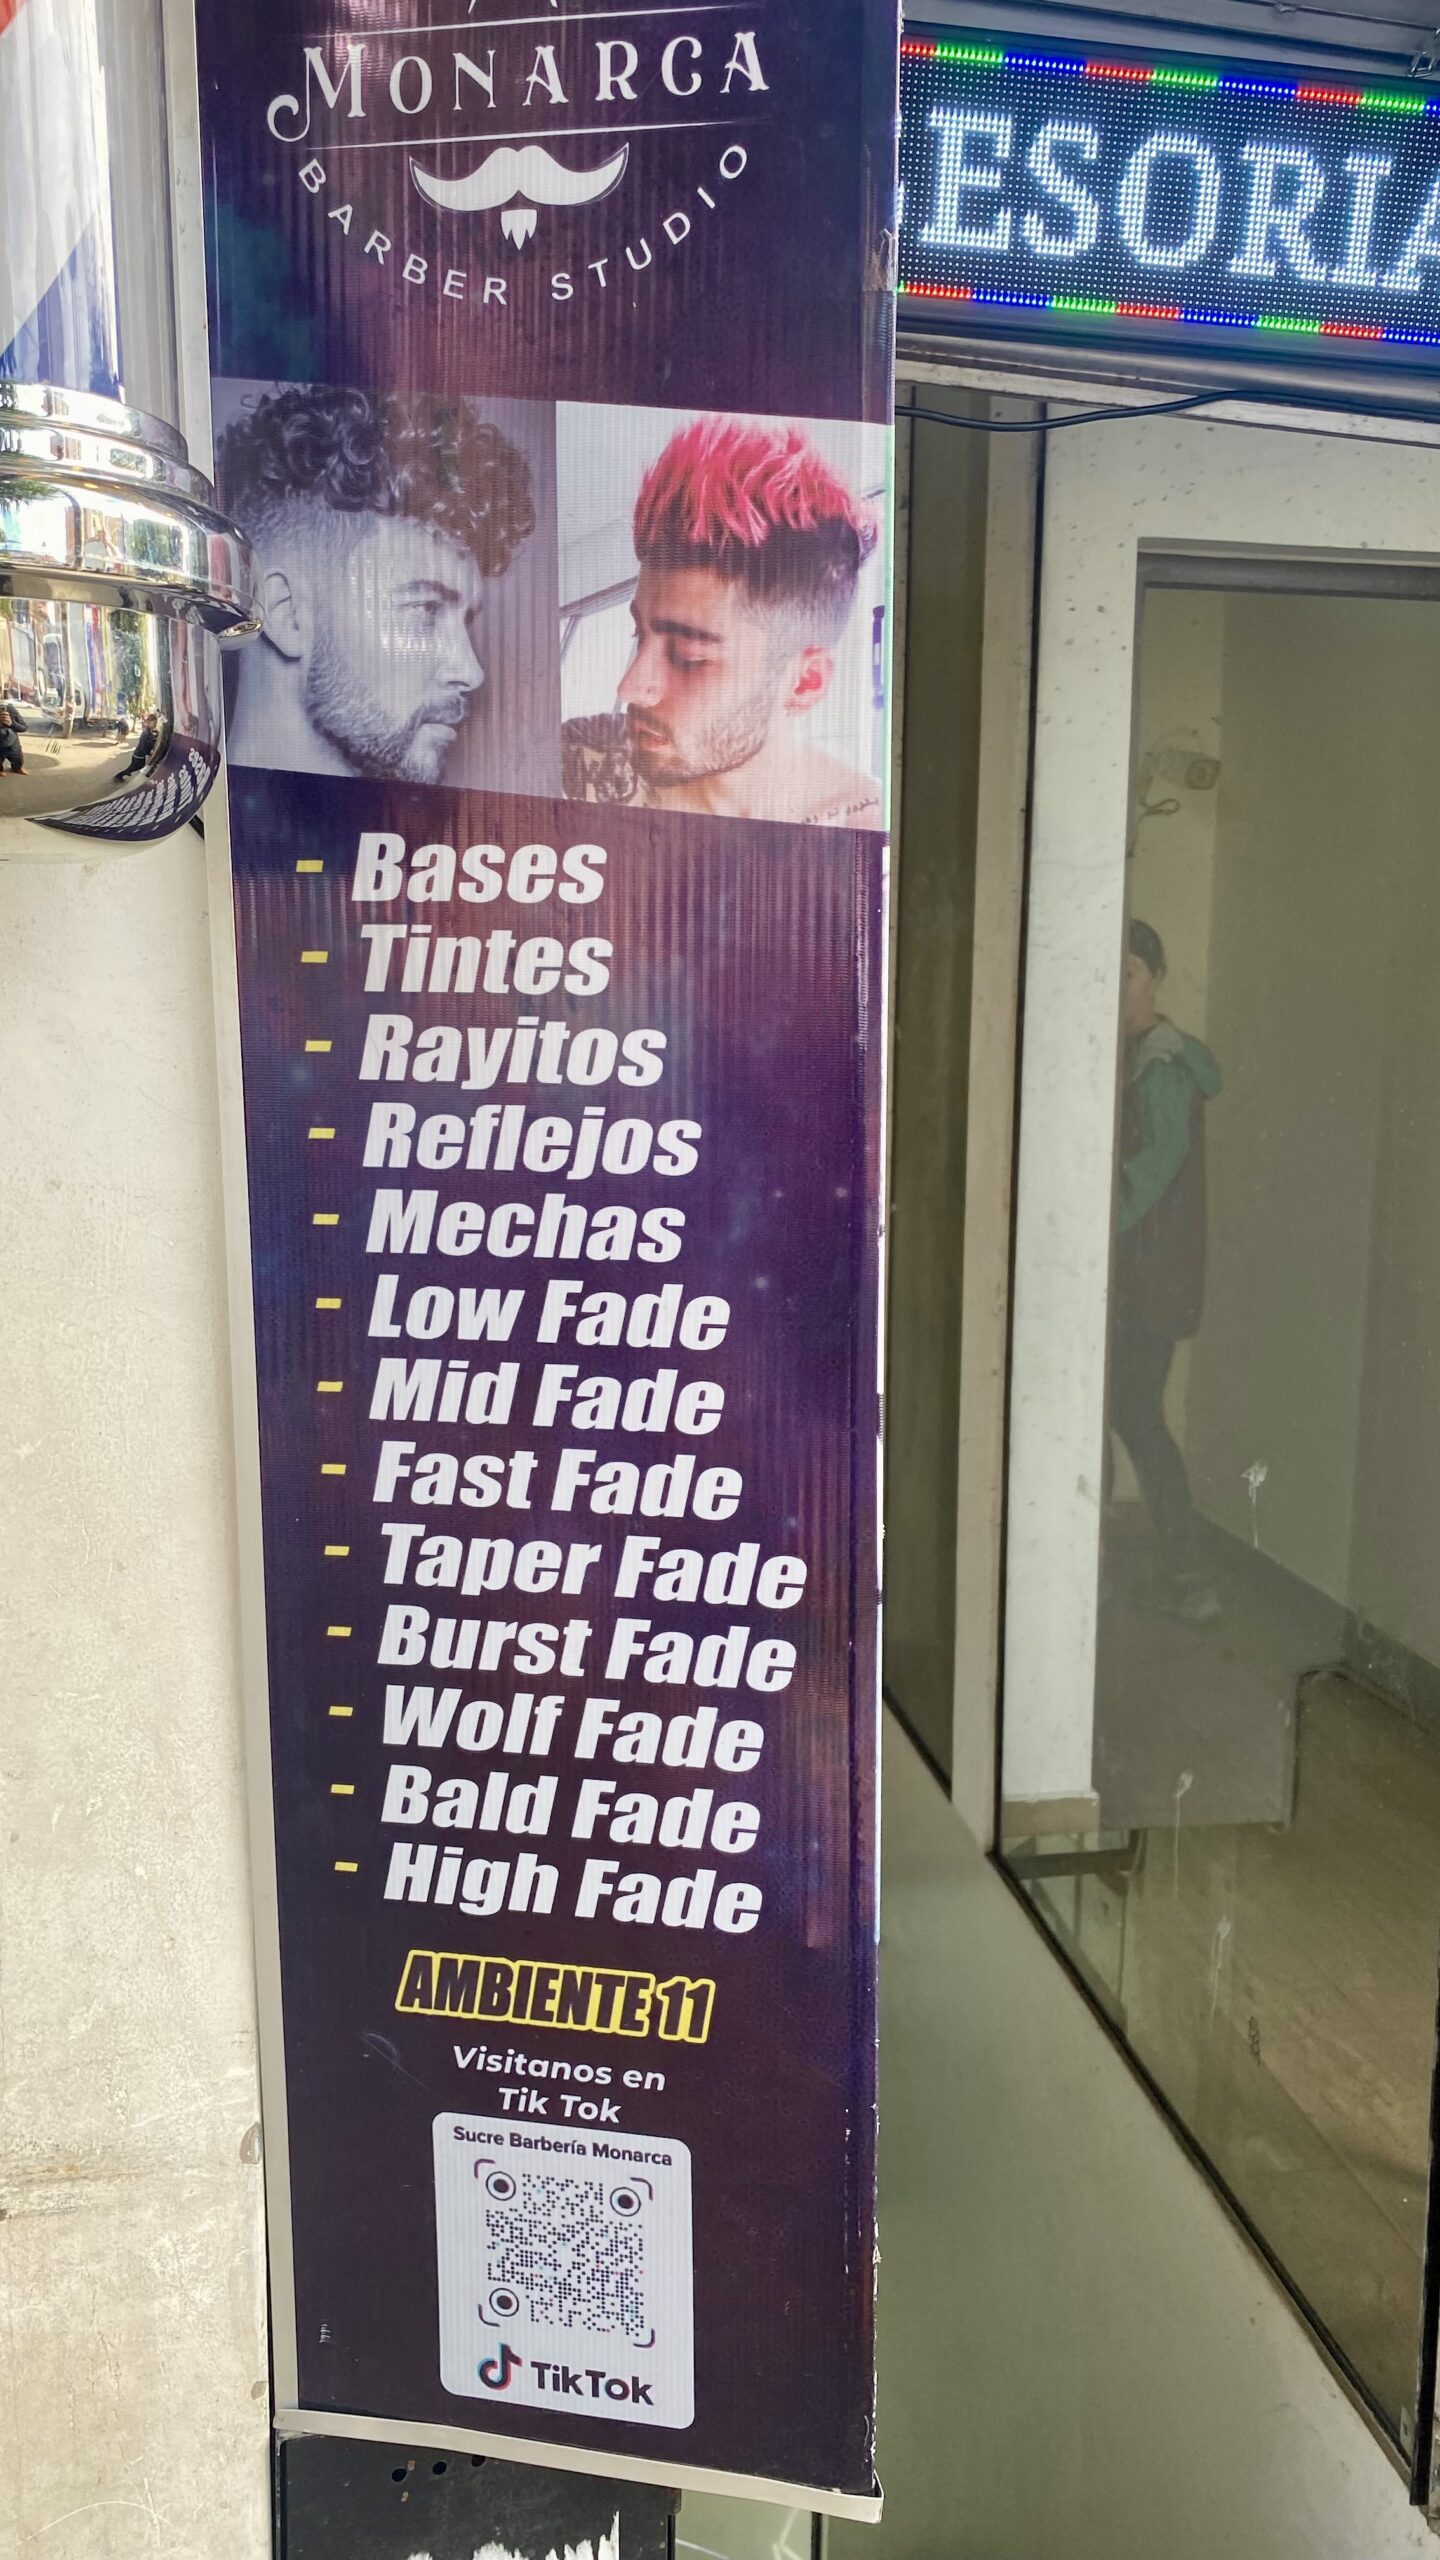 MONARCA
BARBER STUDIO
ESORIA
- Bases
- Tintes
- Rayitos
- Reflejos
- Mechas
- Low Fade
- Mid Fade
- Fast Fade
- Taper Fade
- Burst Fade
- Wolf Fade
- Bald Fade
- High Fade
AMBIENTE 11
Visitanos en
Tik Tok
Sucre Barbería Monarca
TikTok